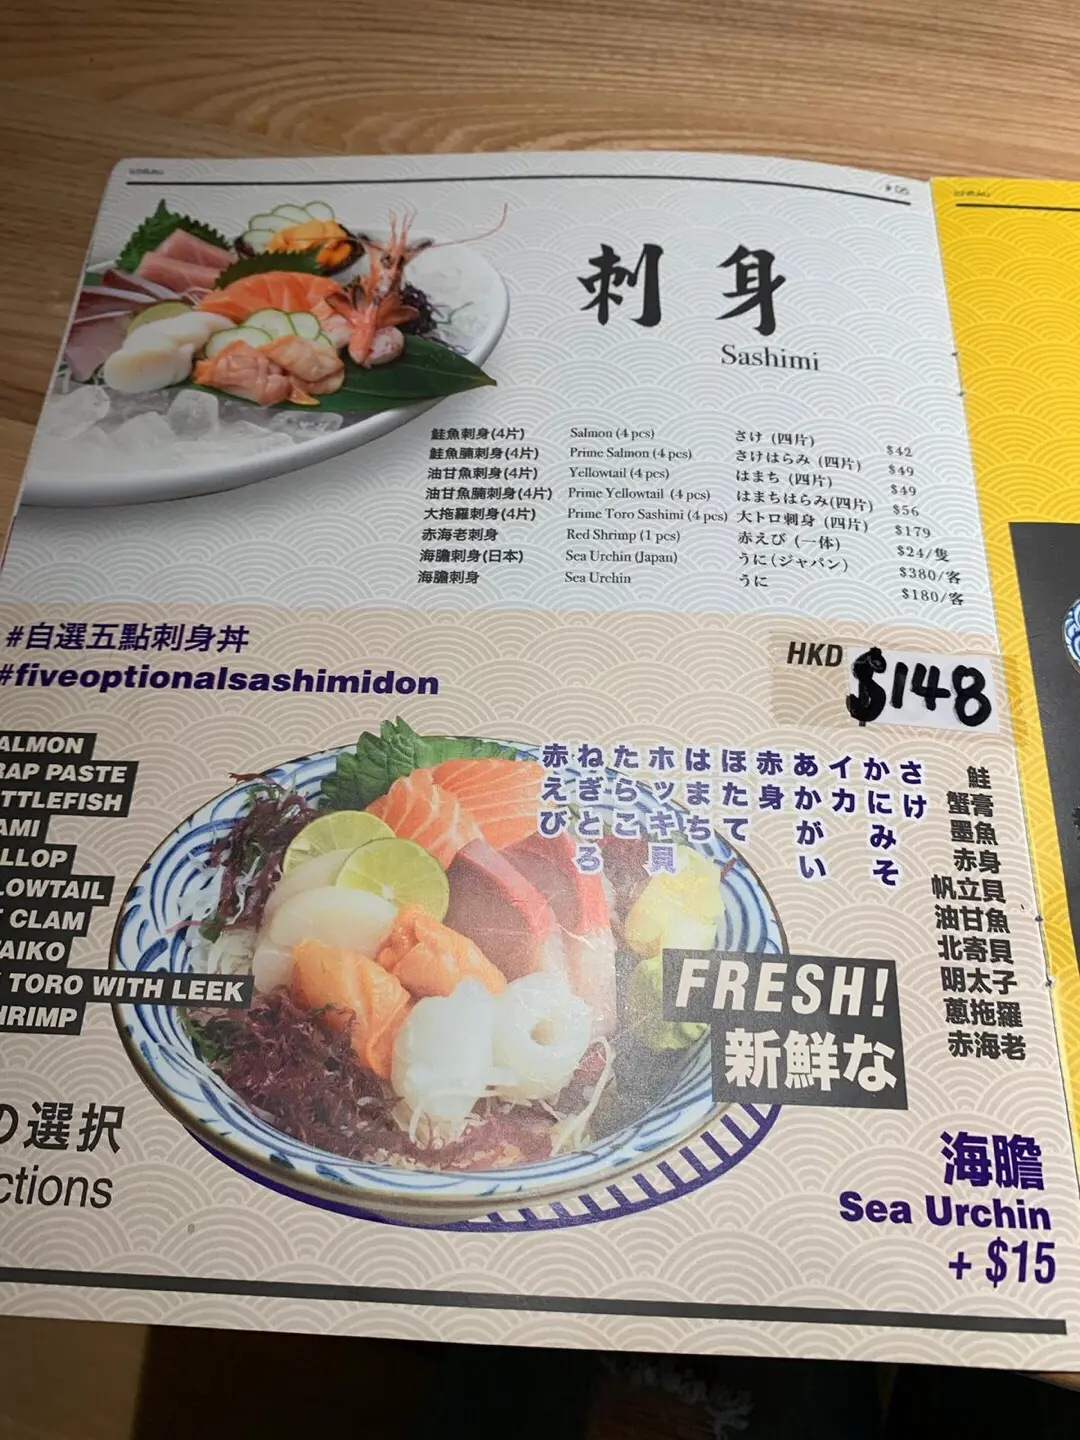 刺身
Sashimi
鮭魚刺身(4片) Salmon (4 pcs) さけ (四片) $42
鮭魚腩刺身(4片) Prime Salmon (4 pcs) さけはらみ (四片) $49
油甘魚刺身(4片) Yellowtail (4 pcs) はまち (四片) $49
油甘魚腩刺身(4片) Prime Yellowtail (4 pcs) はまちはらみ(四片) $56
大拖羅刺身(4片) Prime Toro Sashimi (4 pcs) 大トロ刺身 (四片) $179
赤海老刺身 Red Shrimp (1 pcs) 赤えび (一体) $24/隻
海膽刺身(日本) Sea Urchin (Japan) うに(ジャパン) $380/客
海膽刺身 Sea Urchin うに $180/客
#自選五點刺身丼
#fiveoptionalsashimidon
HKD $148
ALMON
RAP PASTE
TTLEFISH
AMI
LLOP
LOWTAIL
CLAM
AIKO
TORO WITH LEEK
HRIMP
さけ
かにみそ
イカ
あかがい
赤身
ほたて
はまち
ホッキ貝
たらこ
ねぎとろ
赤えび
鮭
蟹膏
墨魚
赤身
帆立貝
油甘魚
北寄貝
明太子
蔥拖羅
赤海老
FRESH!
新鮮な
の選択
ctions
海膽
Sea Urchin
+ $15